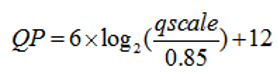 QP = 6×log₂(qscale/0.85)+12